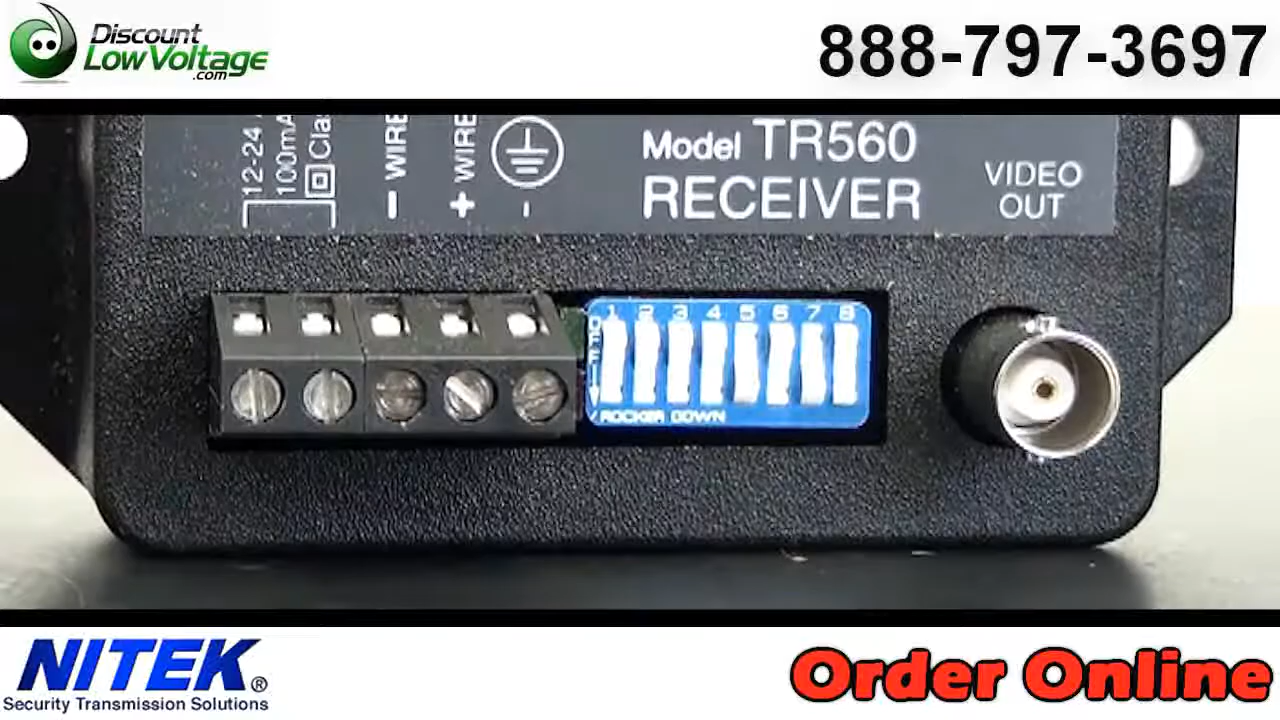 Discount
LowVoltage
.com
888-797-3697
12-24
100mA
Clas
- WIRE
+ WIRE
-
Model TR560
RECEIVER
VIDEO
OUT
1 2 3 4 5 6 7 8
ROCKER DOWN
NITEK®
Security Transmission Solutions
Order Online